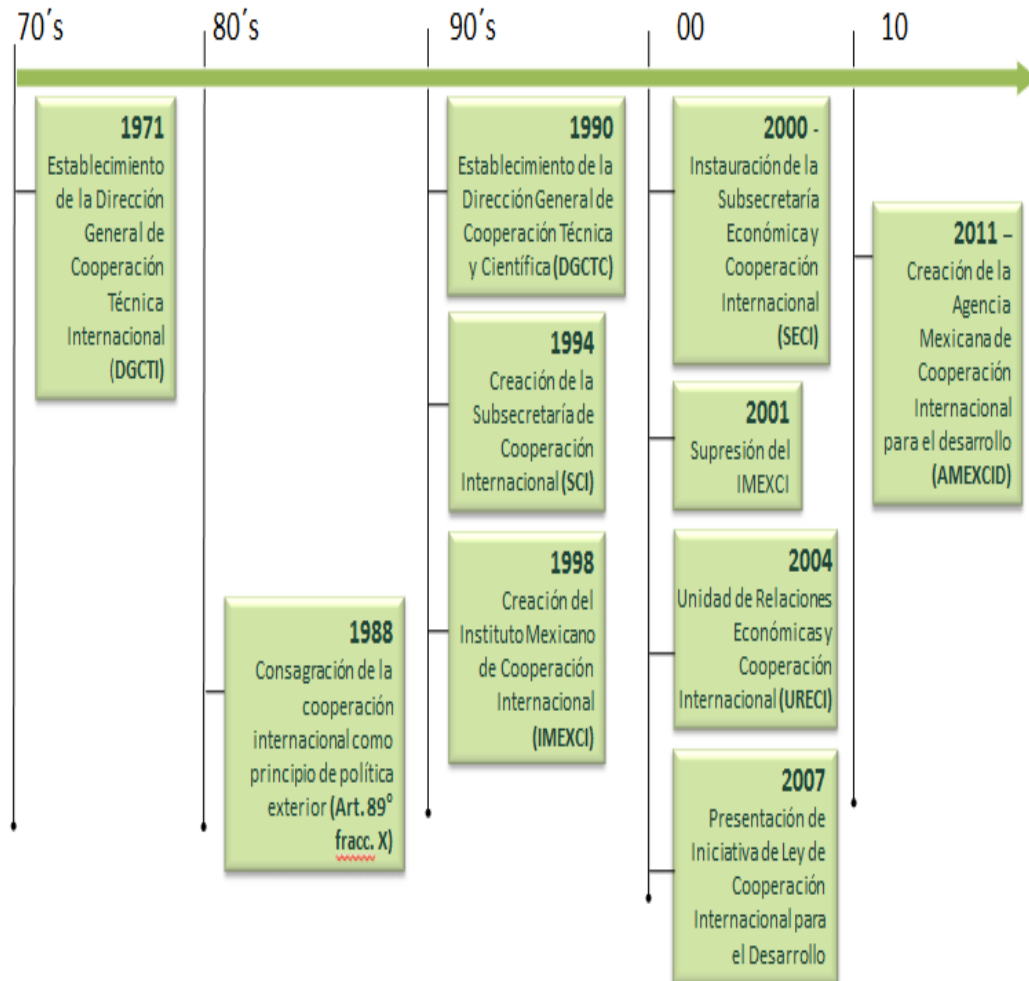 70´s
80´s
90´s
00
10
1971
Establecimiento
de la Dirección
General de
Cooperación
Técnica
Internacional
(DGCTI)
1988
Consagración de la
cooperación
internacional como
principio de política
exterior (Art. 89°
fracc. X)
1990
Establecimiento de la
Dirección General de
Cooperación Técnica
y Científica (DGCTC)
1994
Creación de la
Subsecretaría de
Cooperación
Internacional (SCI)
1998
Creación del
Instituto Mexicano
de Cooperación
Internacional
(IMEXCI)
2000 -
Instauración de la
Subsecretaría
Económica y
Cooperación
Internacional
(SECI)
2001
Supresión del
IMEXCI
2004
Unidad de Relaciones
Económicas y
Cooperación
Internacional (URECI)
2007
Presentación de
Iniciativa de Ley de
Cooperación
Internacional para
el Desarrollo
2011 –
Creación de la
Agencia
Mexicana de
Cooperación
Internacional
para el desarrollo
(AMEXCID)